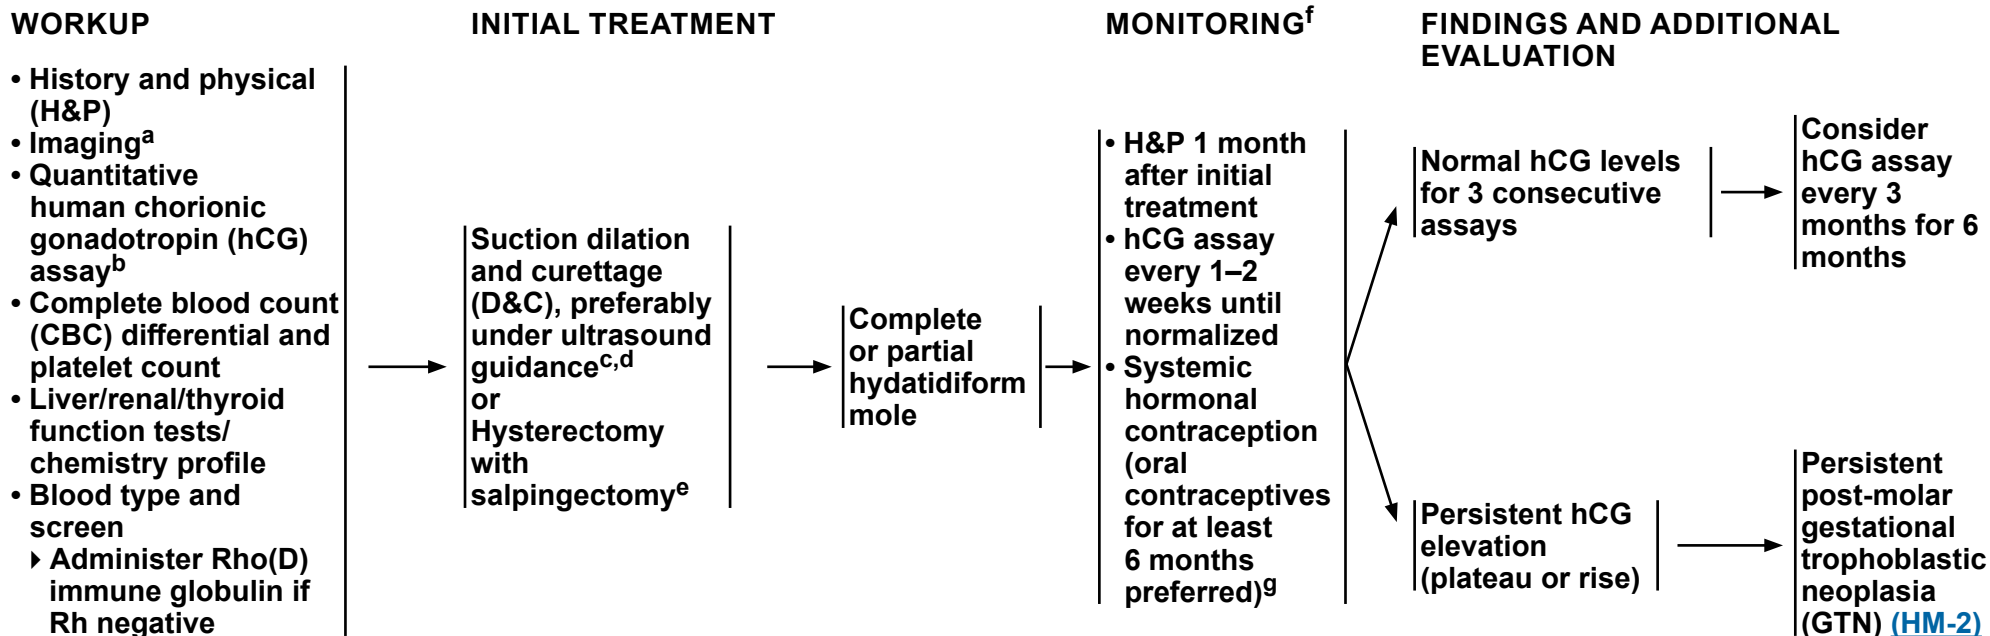 WORKUP
• History and physical
(H&P)
• Imagingᵃ
• Quantitative
human chorionic
gonadotropin (hCG)
assayᵇ
• Complete blood count
(CBC) differential and
platelet count
• Liver/renal/thyroid
function tests/
chemistry profile
• Blood type and
screen
▸ Administer Rho(D)
immune globulin if
Rh negative
INITIAL TREATMENT
Suction dilation
and curettage
(D&C), preferably
under ultrasound
guidanceᶜ,ᵈ
or
Hysterectomy
with
salpingectomyᵉ
Complete
or partial
hydatidiform
mole
MONITORINGᶠ
• H&P 1 month
after initial
treatment
• hCG assay
every 1–2
weeks until
normalized
• Systemic
hormonal
contraception
(oral
contraceptives
for at least
6 months
preferred)ᵍ
FINDINGS AND ADDITIONAL
EVALUATION
Normal hCG levels
for 3 consecutive
assays
Consider
hCG assay
every 3
months for 6
months
Persistent hCG
elevation
(plateau or rise)
Persistent
post-molar
gestational
trophoblastic
neoplasia
(GTN) (HM-2)